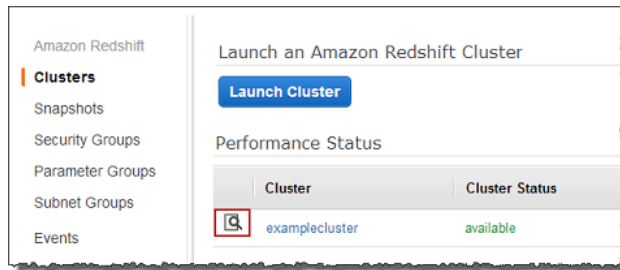 Amazon Redshift
Clusters
Snapshots
Security Groups
Parameter Groups
Subnet Groups
Events
Launch an Amazon Redshift Cluster
Launch Cluster
Performance Status
Cluster Cluster Status
examplecluster available